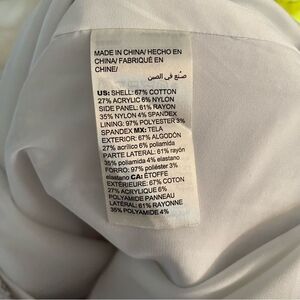 MADE IN CHINA/ HECHO EN
CHINA/ FABRIQUÉ EN
CHINE/
صنع في الصين
US: SHELL: 67% COTTON
27% ACRYLIC 6% NYLON
SIDE PANEL: 61% RAYON
35% NYLON 4% SPANDEX
LINING: 97% POLYESTER 3%
SPANDEX MX: TELA
EXTERIOR: 67% ALGODÓN
27% acrílico 6% poliamida
PARTE LATERAL: 61% rayón
35% poliamida 4% elastano
FORRO: 97% poliéster 3%
elastano CA: ÉTOFFE
EXTÉRIEURE: 67% COTON
27% ACRYLIQUE 6%
POLYAMIDE PANNEAU
LATÉRAL: 61% RAYONNE
35% POLYAMIDE 4%